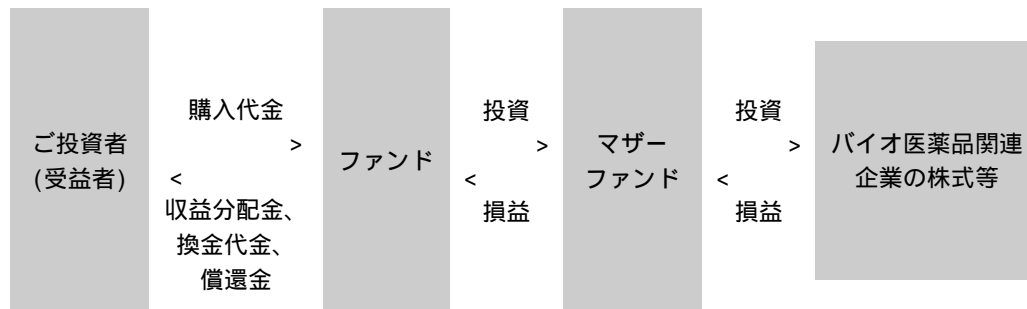 ご投資者
(受益者)
購入代金
>
<
収益分配金、
換金代金、
償還金
ファンド
投資
>
<
損益
マザー
ファンド
投資
>
<
損益
バイオ医薬品関連
企業の株式等